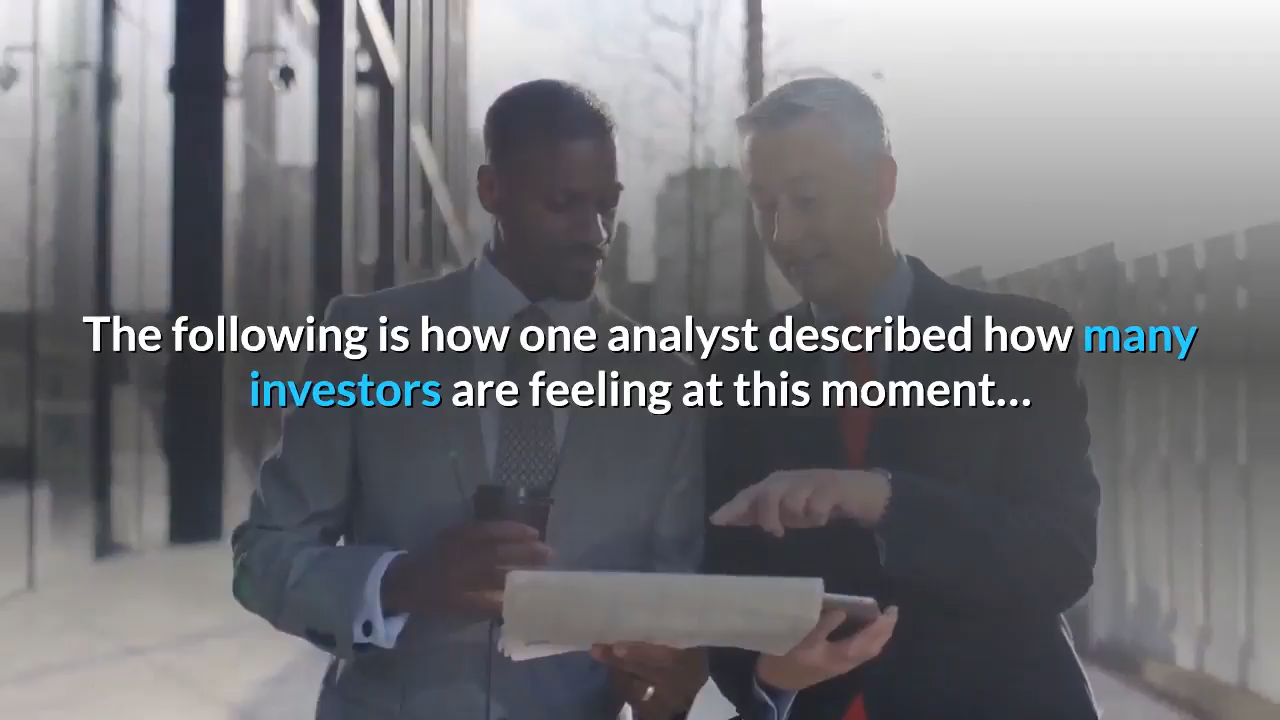 The following is how one analyst described how many
investors are feeling at this moment...